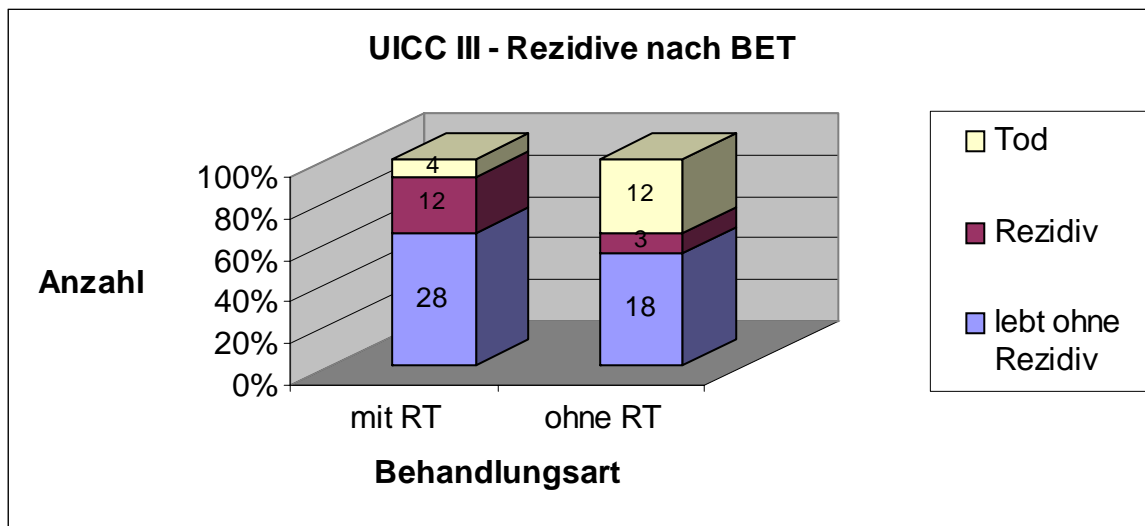 UICC III - Rezidive nach BET
Anzahl
100%
80%
60%
40%
20%
0%
4
12
28
12
3
18
mit RT
ohne RT
Behandlungsart
Tod
Rezidiv
lebt ohne
Rezidiv